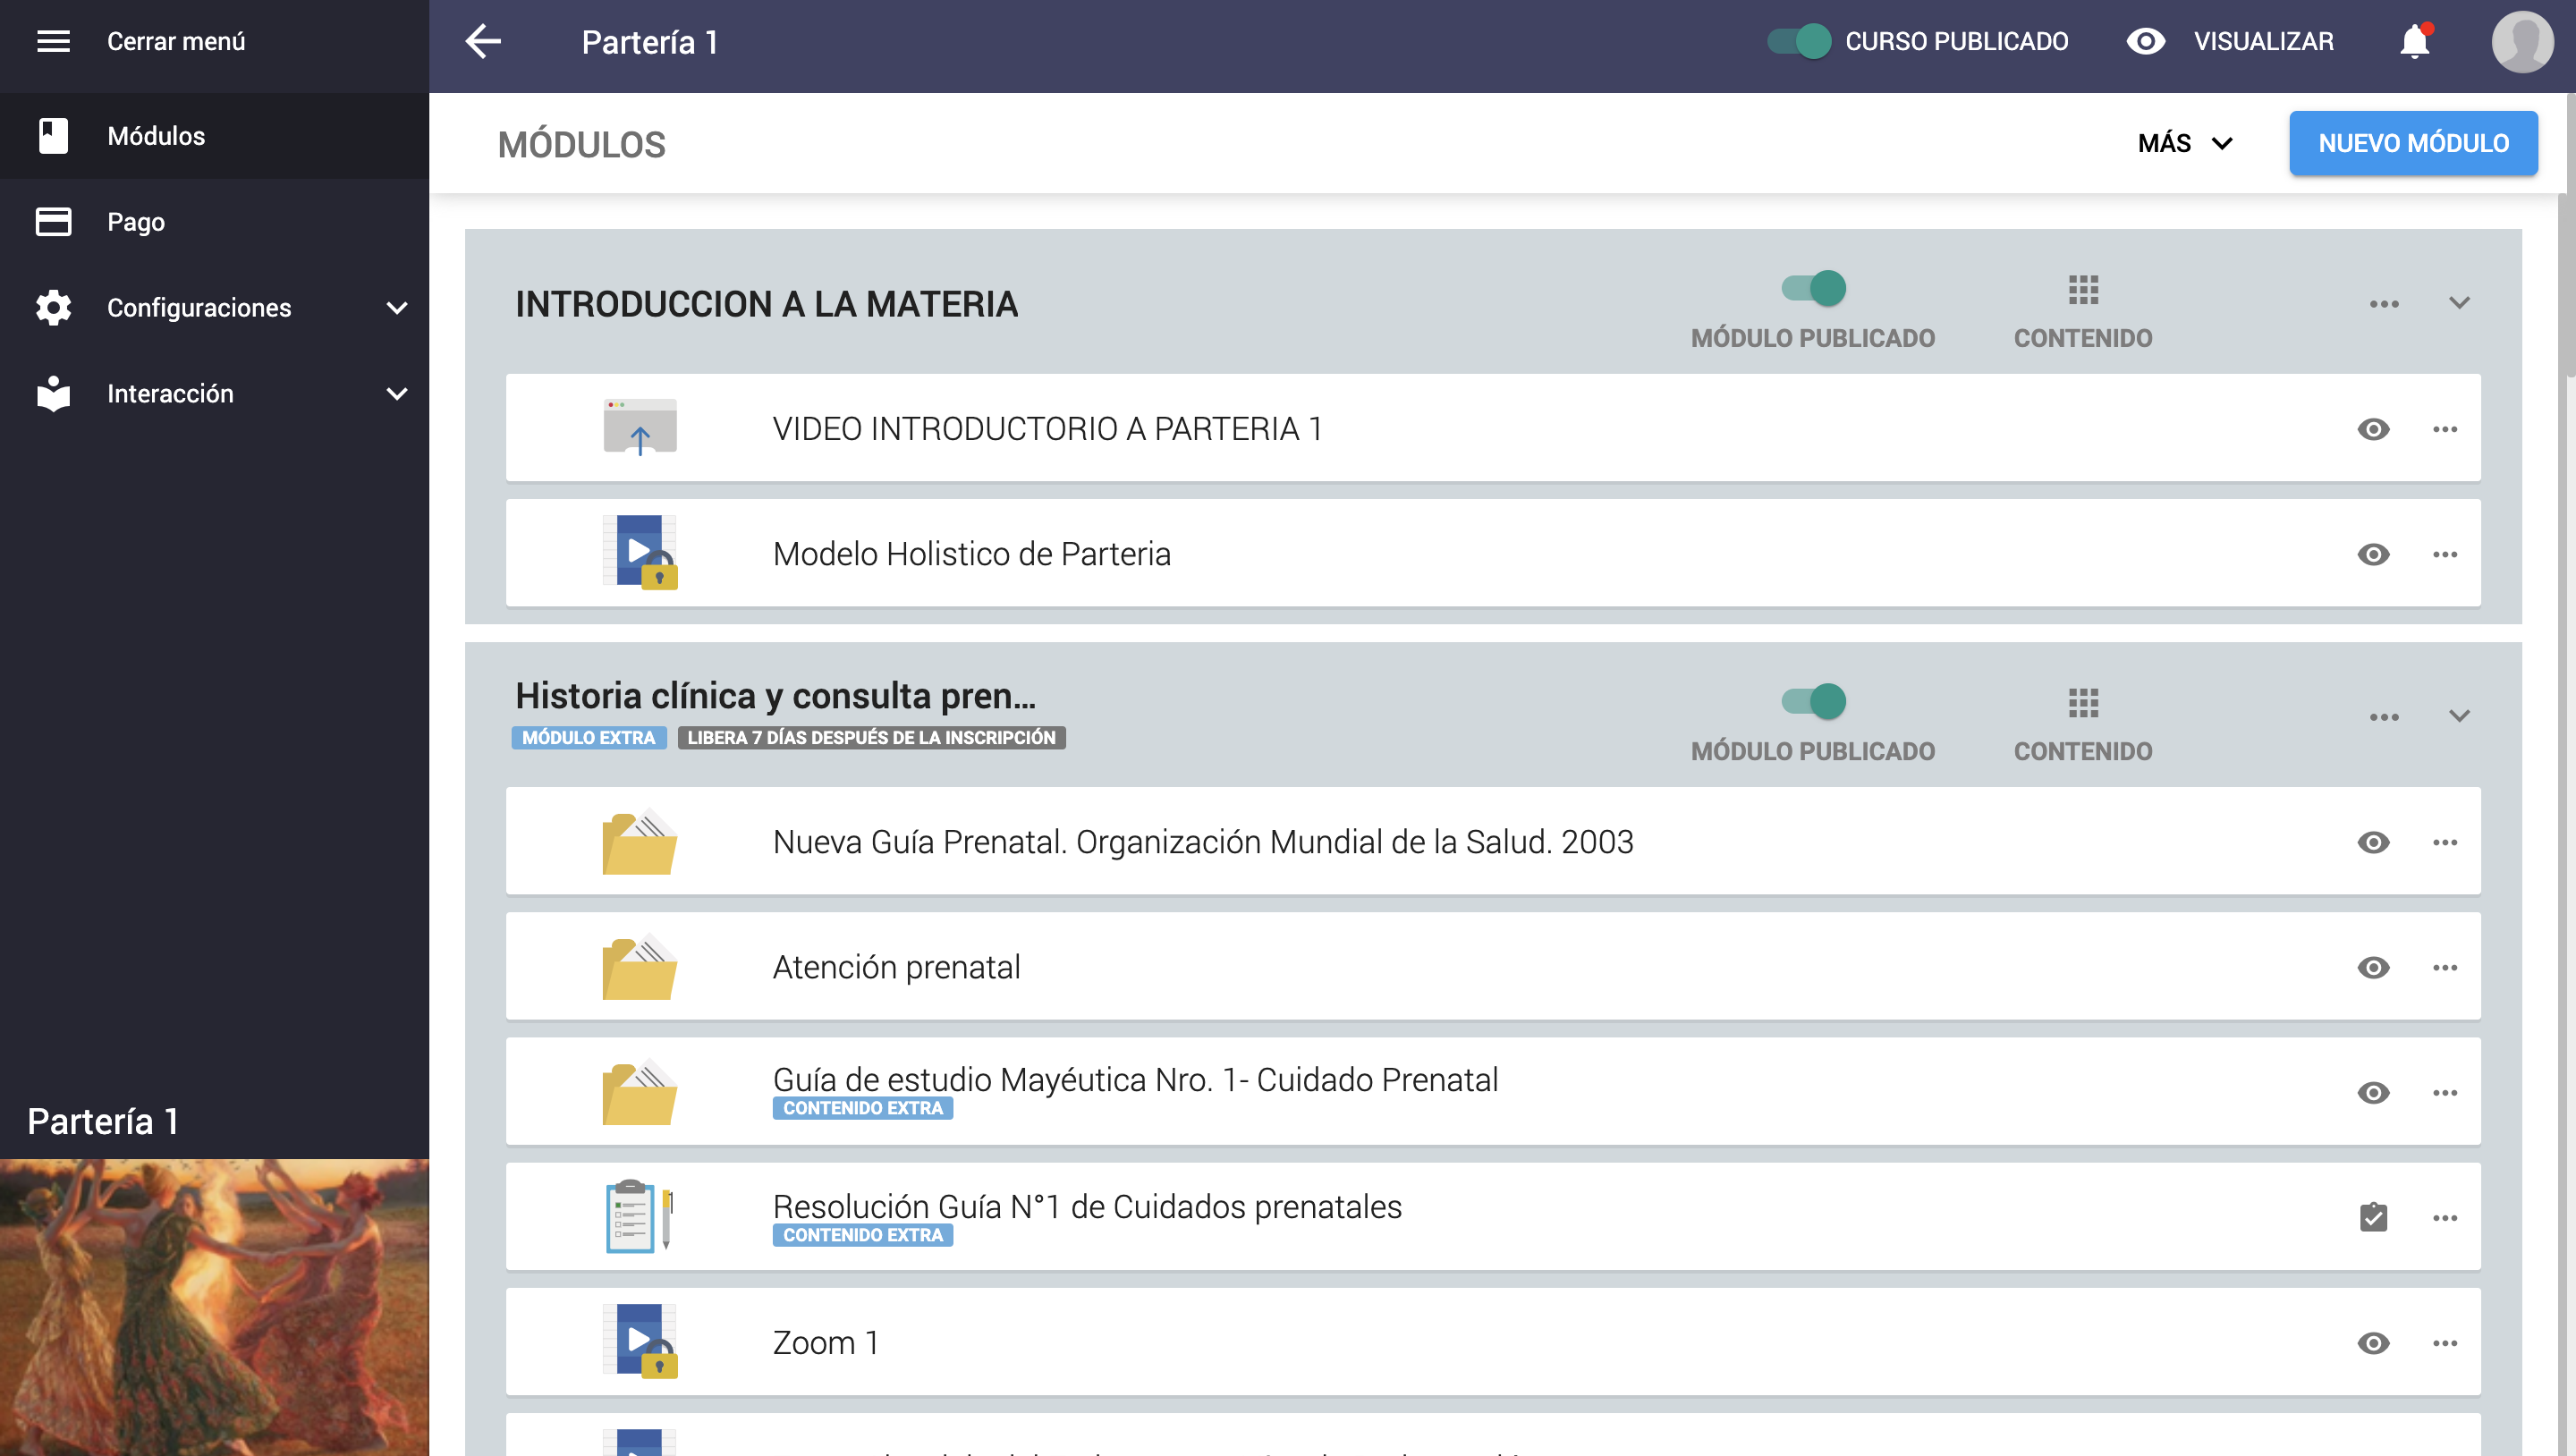 Cerrar menú
Partería 1
CURSO PUBLICADO
VISUALIZAR
Módulos
Pago
Configuraciones
Interacción
MÓDULOS
MÁS
NUEVO MÓDULO
INTRODUCCION A LA MATERIA
MÓDULO PUBLICADO
CONTENIDO
VIDEO INTRODUCTORIO A PARTERIA 1
Modelo Holistico de Parteria
Historia clínica y consulta pren...
MÓDULO EXTRA
LIBERA 7 DÍAS DESPUÉS DE LA INSCRIPCIÓN
MÓDULO PUBLICADO
CONTENIDO
Nueva Guía Prenatal. Organización Mundial de la Salud. 2003
Atención prenatal
Guía de estudio Mayéutica Nro. 1- Cuidado Prenatal
CONTENIDO EXTRA
Resolución Guía N°1 de Cuidados prenatales
CONTENIDO EXTRA
Zoom 1
Partería 1